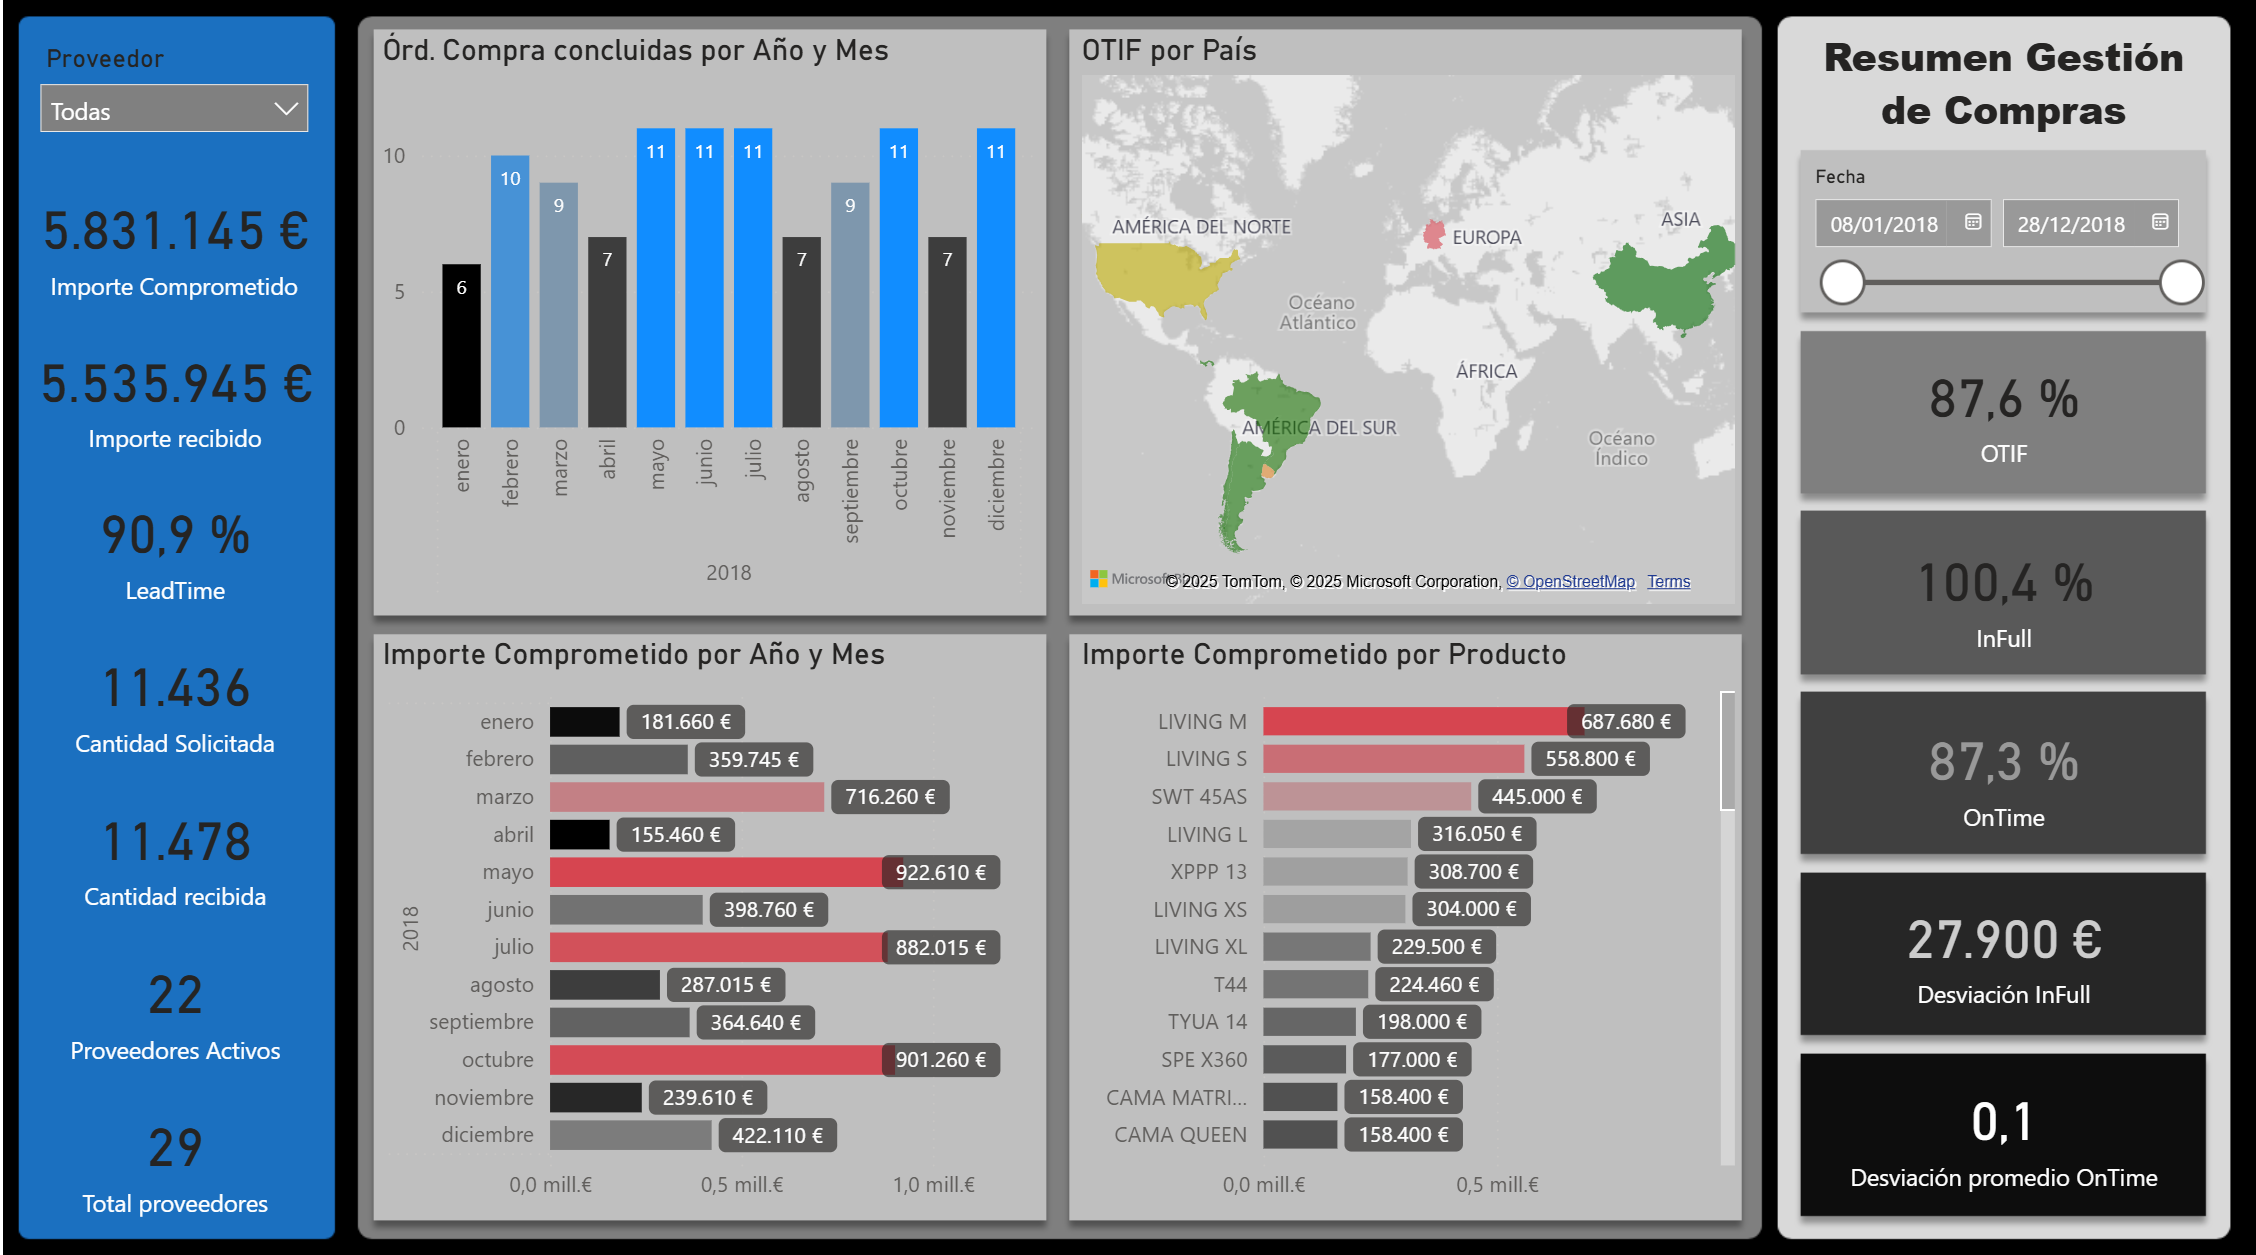 Proveedor
Todas
5.831.145 €
Importe Comprometido
5.535.945 €
Importe recibido
90,9 %
LeadTime
11.436
Cantidad Solicitada
11.478
Cantidad recibida
22
Proveedores Activos
29
Total proveedores
Órd. Compra concluidas por Año y Mes
10
5
0
6
10
9
7
11
11
11
7
9
11
7
11
enero
febrero
marzo
abril
mayo
junio
julio
agosto
septiembre
octubre
noviembre
diciembre
2018
OTIF por País
AMÉRICA DEL NORTE
EUROPA
ASIA
Océano
Atlántico
ÁFRICA
AMÉRICA DEL SUR
Océano
Índico
Microsoft
© 2025 TomTom, © 2025 Microsoft Corporation, © OpenStreetMap Terms
Importe Comprometido por Año y Mes
2018
enero 181.660 €
febrero 359.745 €
marzo 716.260 €
abril 155.460 €
mayo 922.610 €
junio 398.760 €
julio 882.015 €
agosto 287.015 €
septiembre 364.640 €
octubre 901.260 €
noviembre 239.610 €
diciembre 422.110 €
0,0 mill.€ 0,5 mill.€ 1,0 mill.€
Importe Comprometido por Producto
LIVING M 687.680 €
LIVING S 558.800 €
SWT 45AS 445.000 €
LIVING L 316.050 €
XPPP 13 308.700 €
LIVING XS 304.000 €
LIVING XL 229.500 €
T44 224.460 €
TYUA 14 198.000 €
SPE X360 177.000 €
CAMA MATRI... 158.400 €
CAMA QUEEN 158.400 €
0,0 mill.€ 0,5 mill.€
Resumen Gestión
de Compras
Fecha
08/01/2018 28/12/2018
87,6 %
OTIF
100,4 %
InFull
87,3 %
OnTime
27.900 €
Desviación InFull
0,1
Desviación promedio OnTime